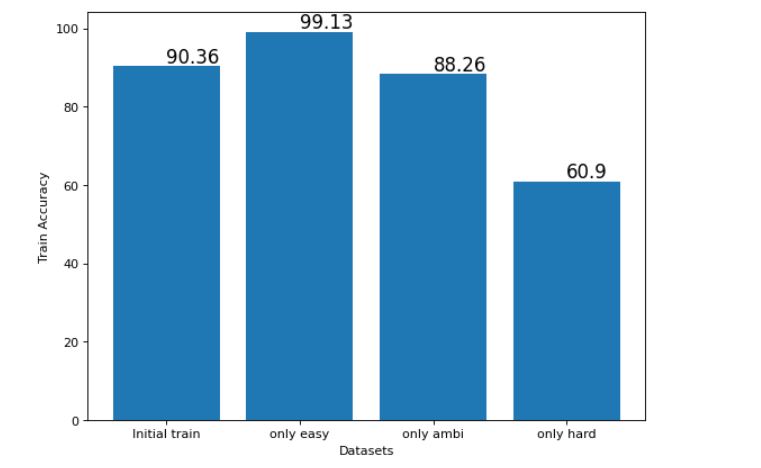 99.13
100
90.36
88.26
80
60.9
60
Train Accuracy
40
20
0
Initial train
only easy
only ambi
only hard
Datasets